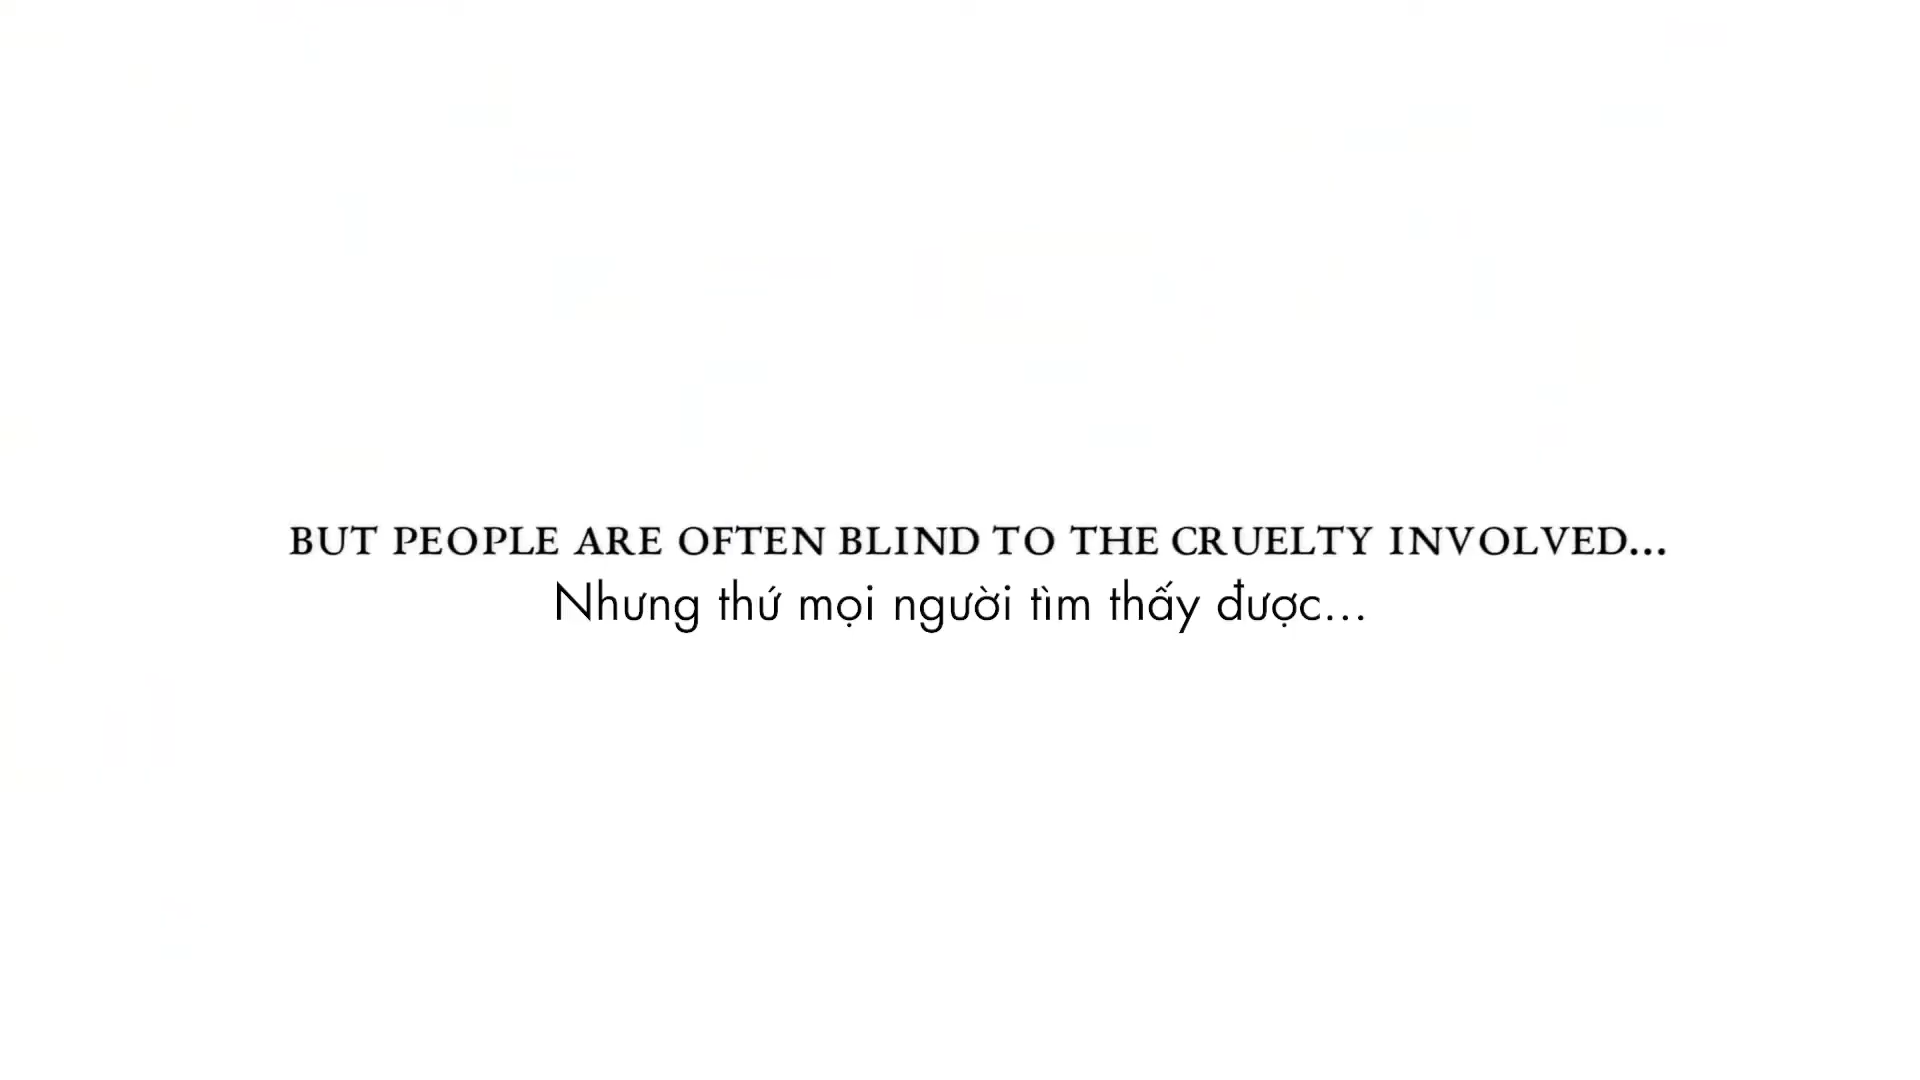 BUT PEOPLE ARE OFTEN BLIND TO THE CRUELTY INVOLVED...
Nhưng thứ mọi người tìm thấy được...